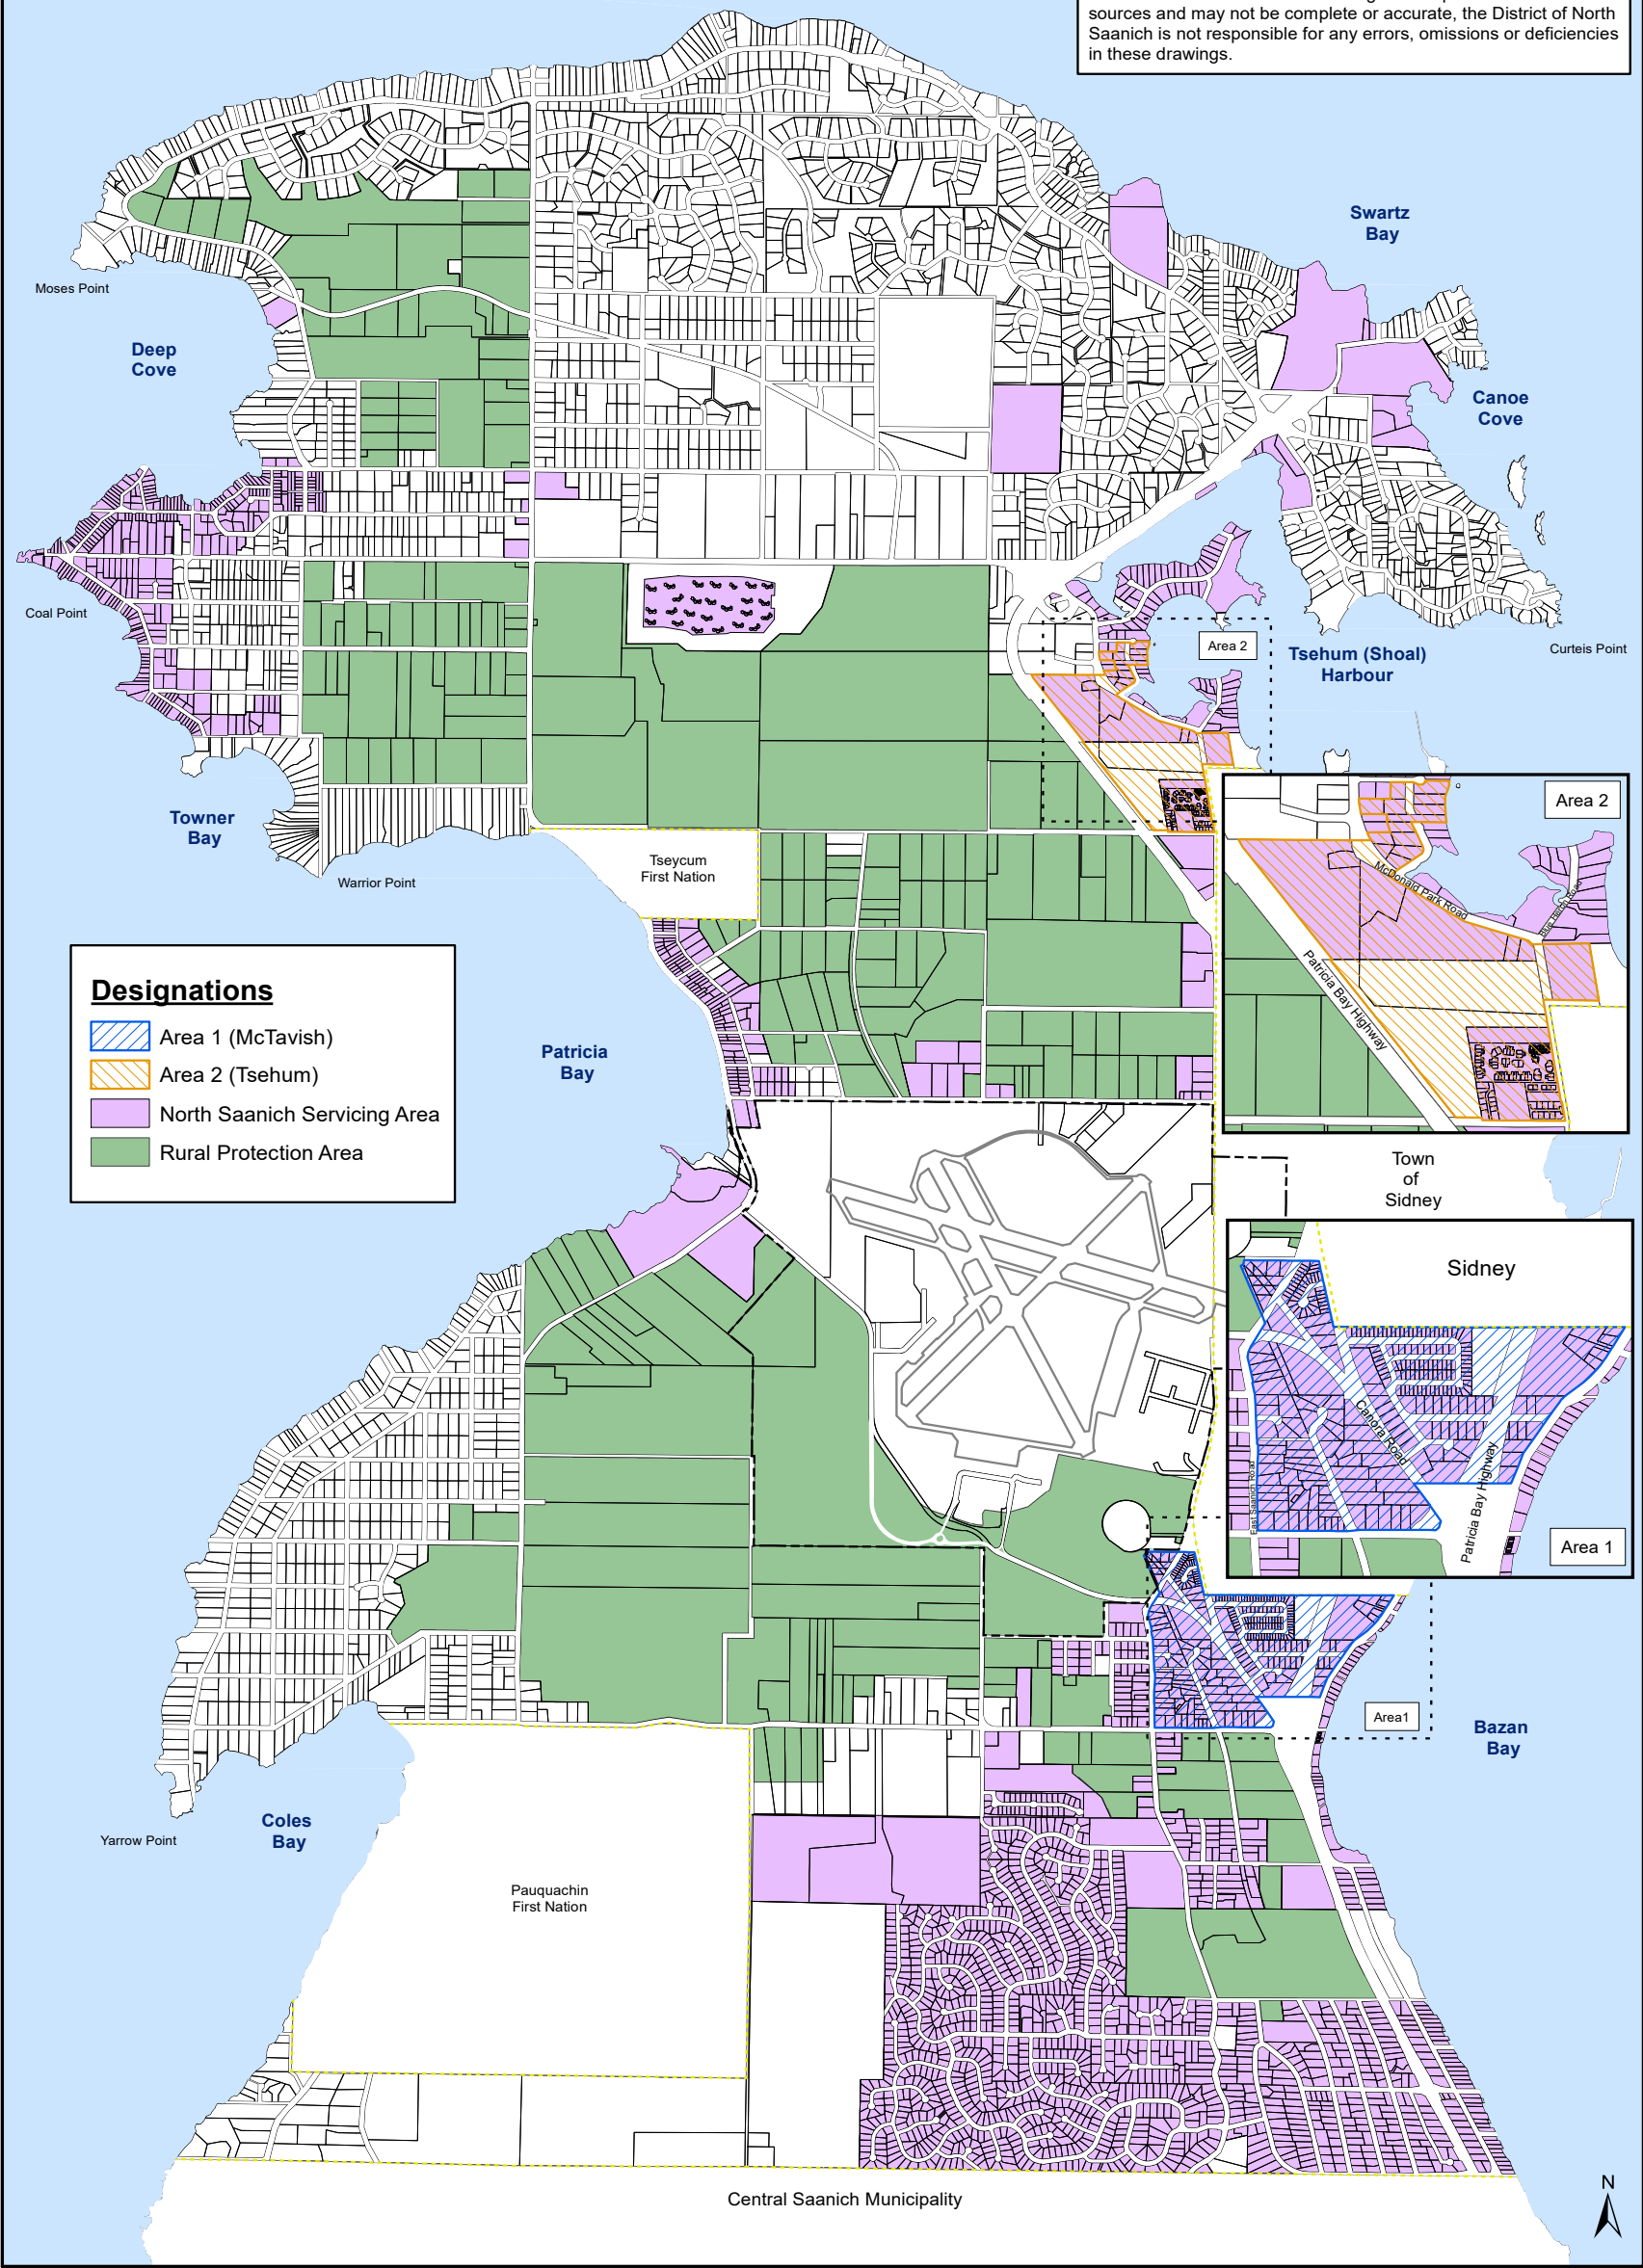 sources and may not be complete or accurate, the District of North
Saanich is not responsible for any errors, omissions or deficiencies
in these drawings.
Swartz
Bay
Moses Point
Deep
Cove
Canoe
Cove
Coal Point
Area 2
Tsehum (Shoal)
Harbour
Curteis Point
Towner
Bay
Warrior Point
Tseycum
First Nation
Area 2
McDonald Park Road
Blue Heron Road
Patricia Bay Highway
Designations
Area 1 (McTavish)
Area 2 (Tsehum)
North Saanich Servicing Area
Rural Protection Area
Patricia
Bay
Town
of
Sidney
Sidney
Canora Road
East Saanich Road
Patricia Bay Highway
Area 1
Area1
Bazan
Bay
Coles
Bay
Yarrow Point
Pauquachin
First Nation
Central Saanich Municipality
N